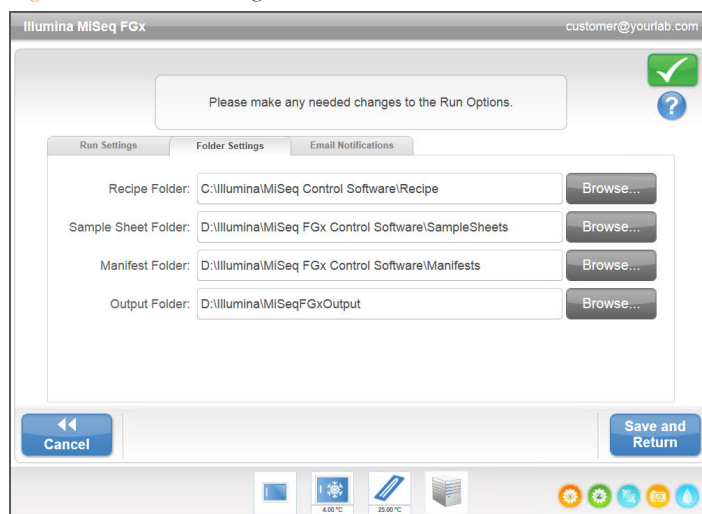 Illumina MiSeq FGx customer@yourlab.com
Please make any needed changes to the Run Options.
?
Run Settings Folder Settings Email Notifications
Recipe Folder: C:\Illumina\MiSeq Control Software\Recipe Browse...
Sample Sheet Folder: D:\Illumina\MiSeq FGx Control Software\SampleSheets Browse...
Manifest Folder: D:\Illumina\MiSeq FGx Control Software\Manifests Browse...
Output Folder: D:\Illumina\MiSeqFGxOutput Browse...
Cancel
Save and
Return
4.00 °C 25.00 °C